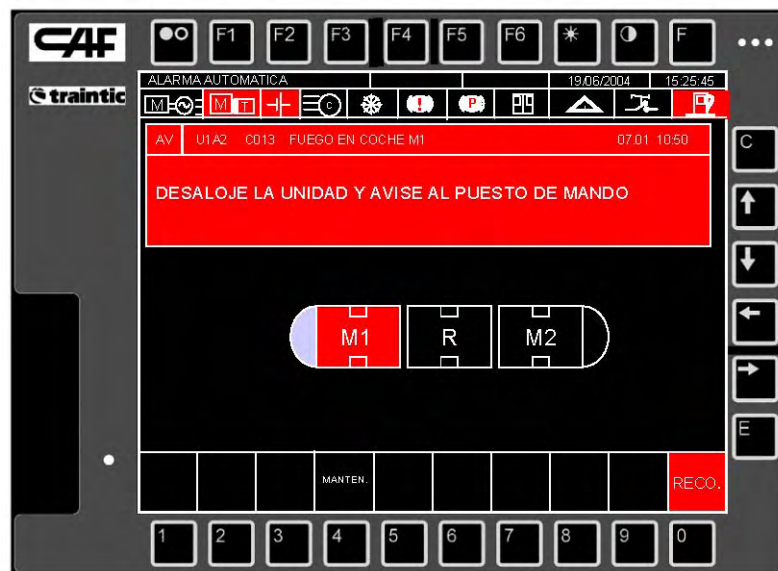 CAF
F1 F2 F3 F4 F5 F6 F
traintic
ALARMA AUTOMATICA 19/06/2004 15:25:45
M M T C ! P
AV U1A2 C013 FUEGO EN COCHE M1 07.01 10:50
C
DESALOJE LA UNIDAD Y AVISE AL PUESTO DE MANDO
M1 R M2
E
MANTEN. RECO.
1 2 3 4 5 6 7 8 9 0